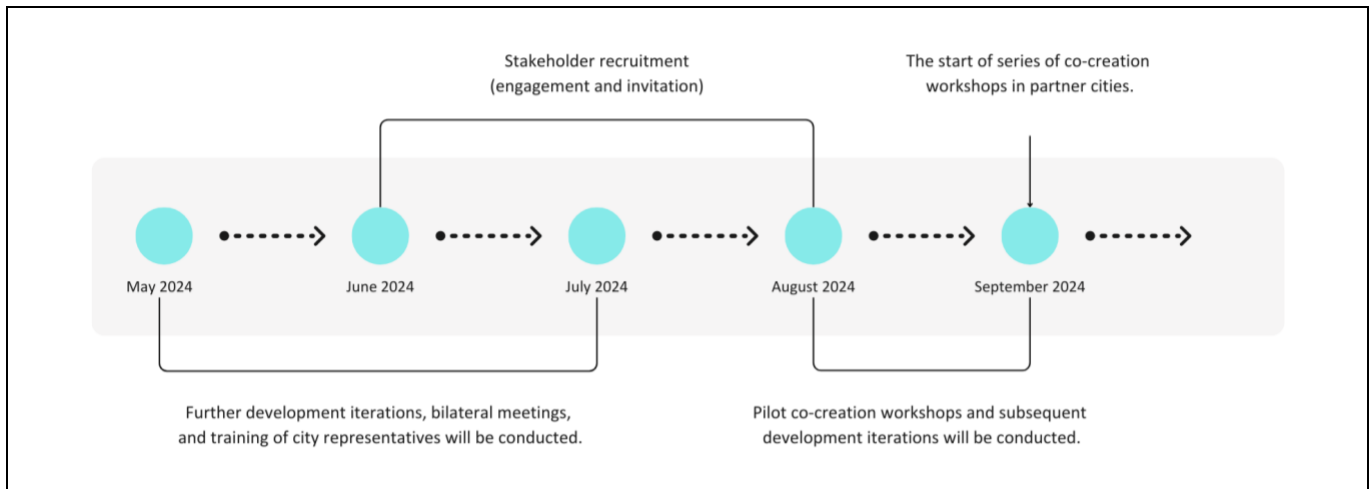 Stakeholder recruitment
(engagement and invitation)
The start of series of co-creation
workshops in partner cities.
May 2024
June 2024
July 2024
August 2024
September 2024
Further development iterations, bilateral meetings,
and training of city representatives will be conducted.
Pilot co-creation workshops and subsequent
development iterations will be conducted.